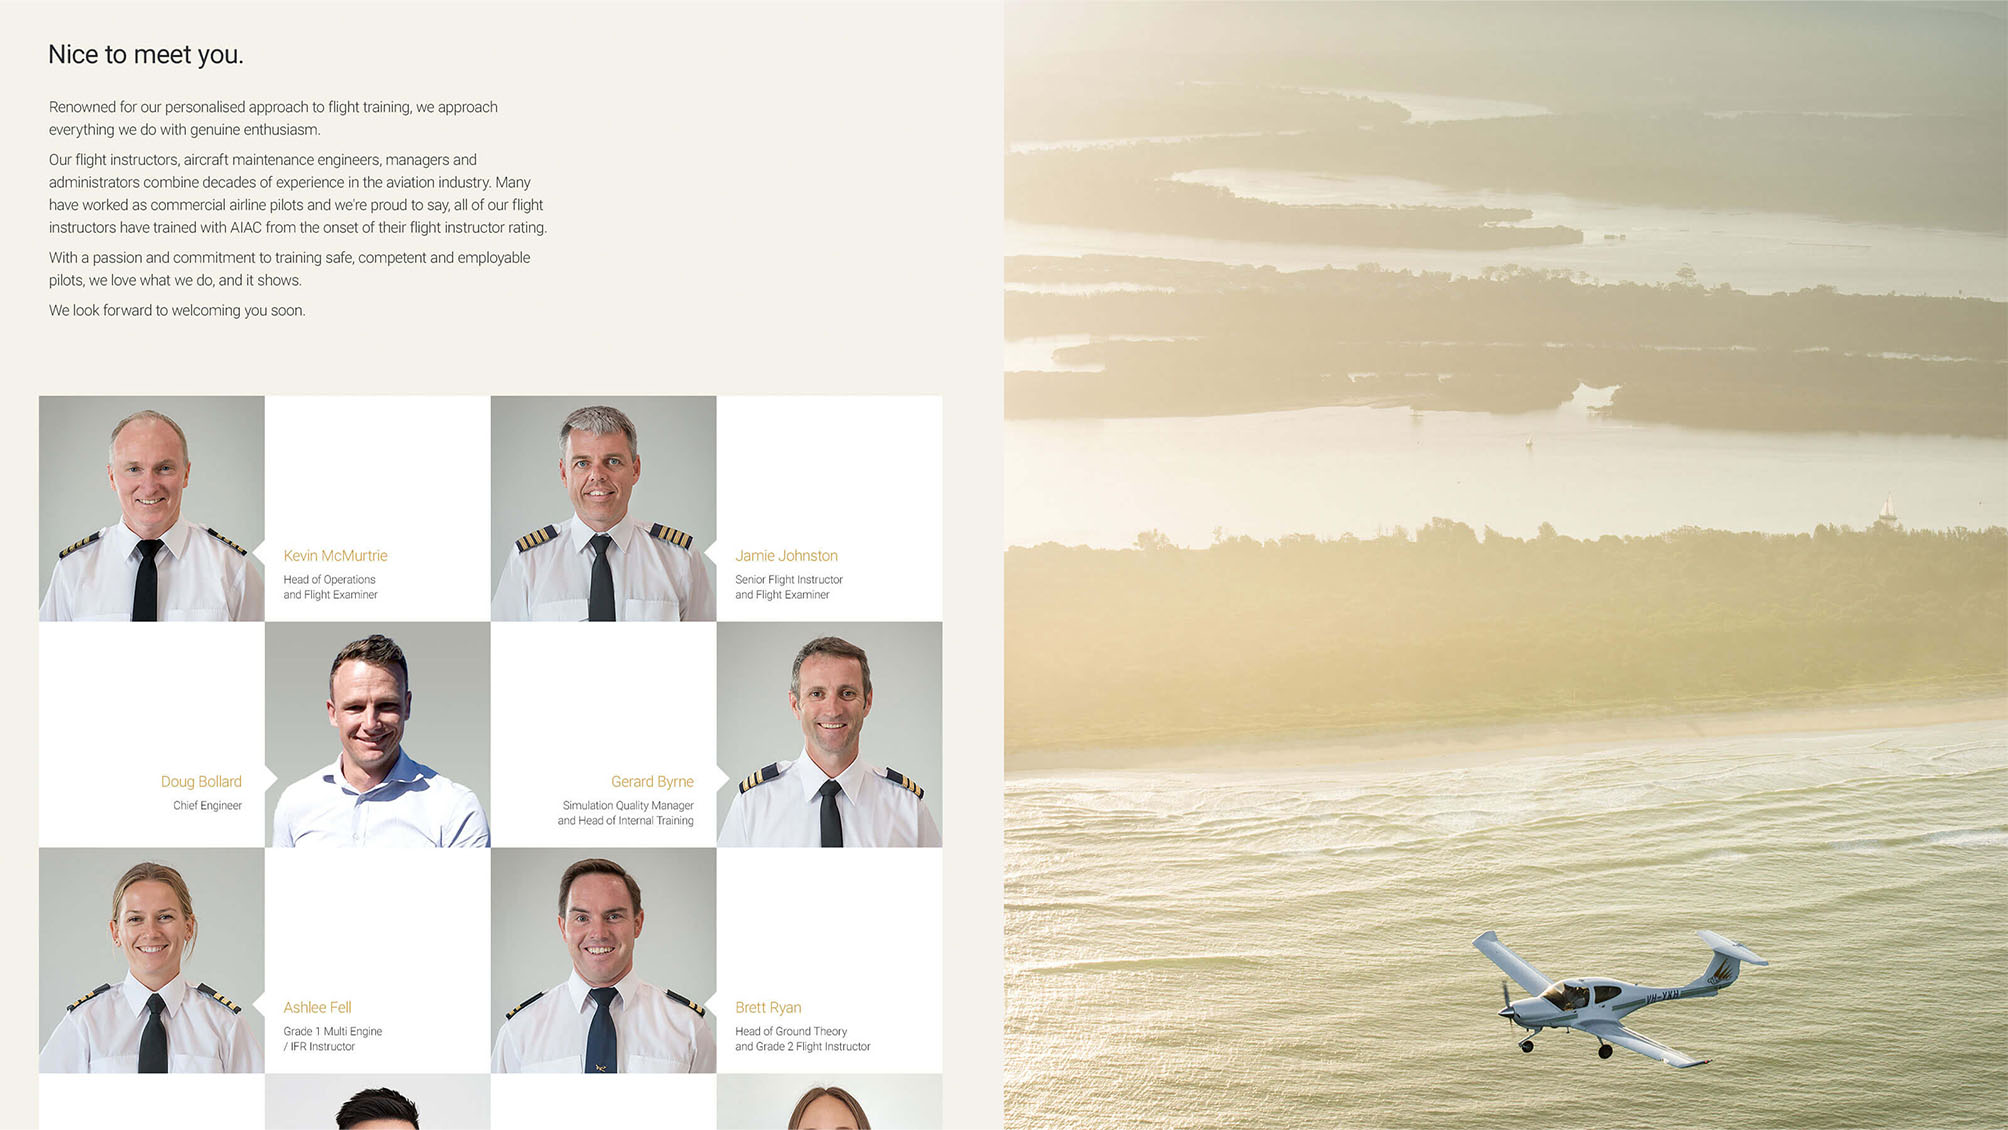 Nice to meet you.
Renowned for our personalised approach to flight training, we approach
everything we do with genuine enthusiasm.
Our flight instructors, aircraft maintenance engineers, managers and
administrators combine decades of experience in the aviation industry. Many
have worked as commercial airline pilots and we're proud to say, all of our flight
instructors have trained with AIAC from the onset of their flight instructor rating.
With a passion and commitment to training safe, competent and employable
pilots, we love what we do, and it shows.
We look forward to welcoming you soon.
Kevin McMurtrie
Head of Operations
and Flight Examiner
Jamie Johnston
Senior Flight Instructor
and Flight Examiner
Doug Bollard
Chief Engineer
Gerard Byrne
Simulation Quality Manager
and Head of Internal Training
Ashlee Fell
Grade 1 Multi Engine
/ IFR Instructor
Brett Ryan
Head of Ground Theory
and Grade 2 Flight Instructor
VH-YKH